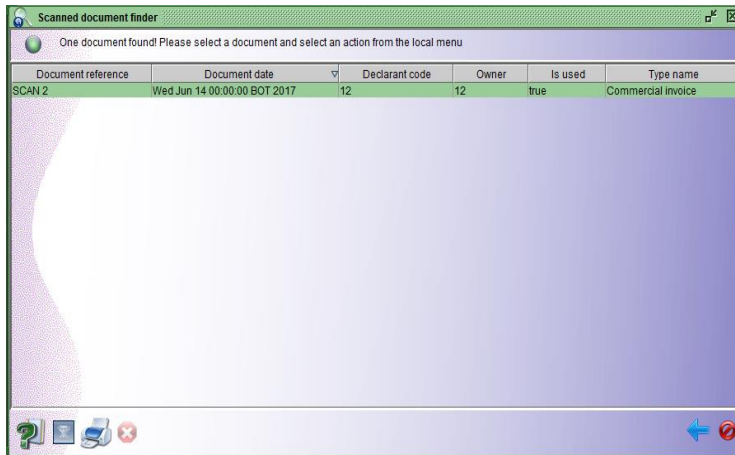 Scanned document finder
One document found! Please select a document and select an action from the local menu
Document reference Document date Declarant code Owner Is used Type name
SCAN 2 Wed Jun 14 00:00:00 BOT 2017 12 12 true Commercial invoice